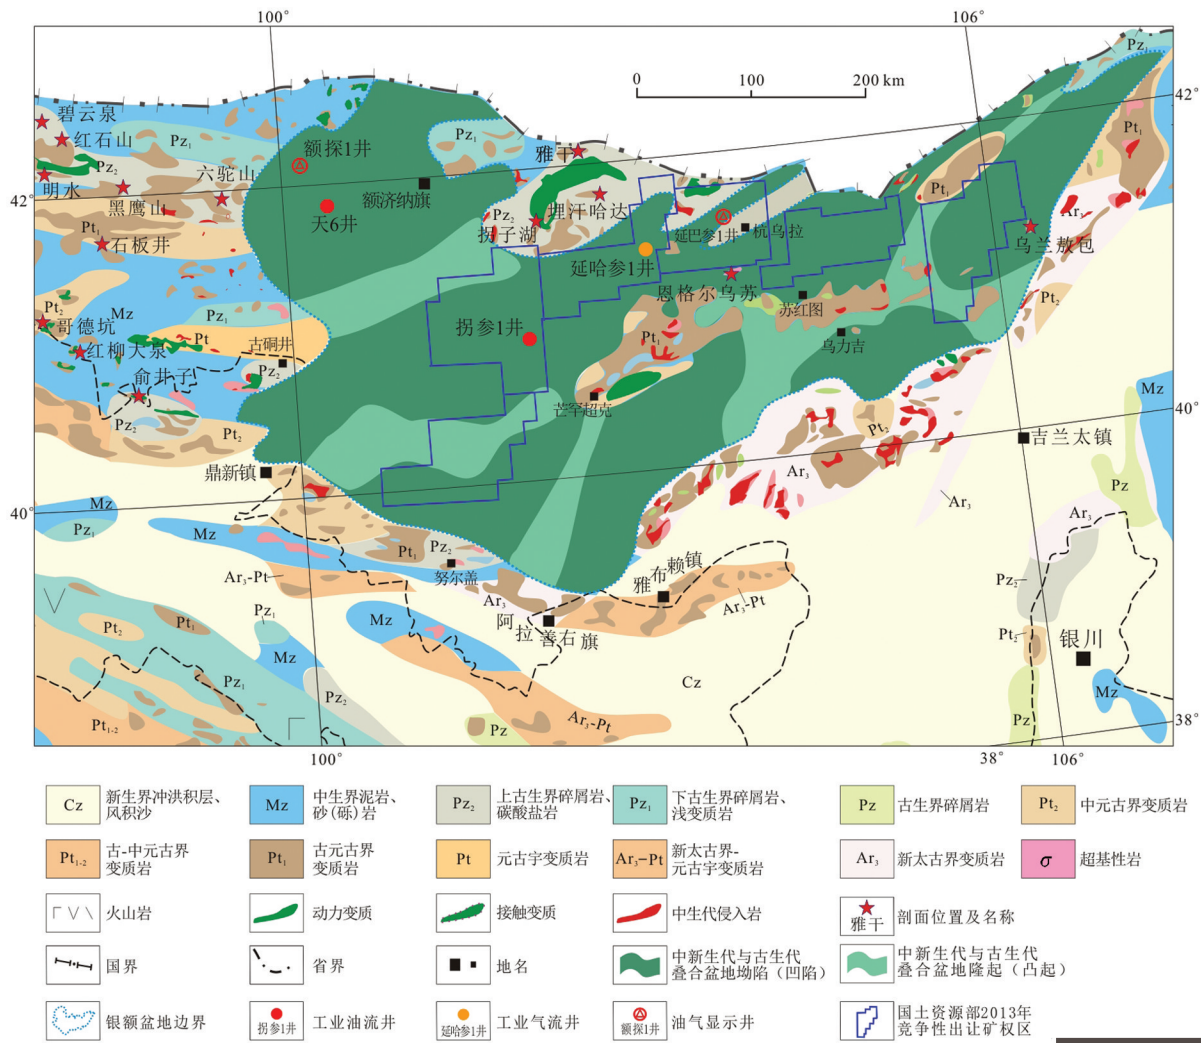 100°
106°
0
100
200 km
Pz₁
42°
碧云泉
红石山
Pz₁
额探1井
Pz₁
雅干
Pt₁
Pz₂
六驼山
明水
黑鹰山
42°
天6井
额济纳旗
Pz₂
埋汗哈达
拐子湖
Pt₁
Ar₃
乌兰敖包
延巴参1井
杭乌拉
Pt₁
石板井
延哈参1井
恩格尔乌苏
苏红图
Pt₂
Pt₂
Mz
Pz₁
哥德坑
Pt
拐参1井
Pt₁
乌力吉
红柳大泉
古硐井
Pz₂
俞井子
芒罕超克
Mz
40°
Pz₂
Pt₂
Pt₂
吉兰太镇
鼎新镇
Ar₃
Pz
Ar₃
40°
Mz
Pz₁
Mz
Ar₃
Pt₁
Pz₂
努尔盖
Ar₃-Pt
Pz₂
雅布赖镇
Ar₃
Ar₃-Pt
阿拉善右旗
Pz₁
Pt₂
Pt₁
Mz
Pt₂
银川
Mz
Pz₁
Pz₂
Cz
Mz
Pt₁₋₂
Ar₃-Pt
Pz
Pz
38°
100°
38°
106°
Cz
新生界冲洪积层、
风积沙
Mz
中生界泥岩、
砂(砾)岩
Pz₂
上古生界碎屑岩、
碳酸盐岩
Pz₁
下古生界碎屑岩、
浅变质岩
Pz
古生界碎屑岩
Pt₂
中元古界变质岩
Pt₁₋₂
古-中元古界
变质岩
Pt₁
古元古界
变质岩
Pt
元古宇变质岩
Ar₃-Pt
新太古界-
元古宇变质岩
Ar₃
新太古界变质岩
σ
超基性岩
火山岩
动力变质
接触变质
中生代侵入岩
雅干
剖面位置及名称
国界
省界
地名
中新生代与古生代
叠合盆地坳陷（凹陷）
中新生代与古生代
叠合盆地隆起（凸起）
银额盆地边界
拐参1井
工业油流井
延哈参1井
工业气流井
额探1井
油气显示井
国土资源部2013年
竞争性出让矿权区